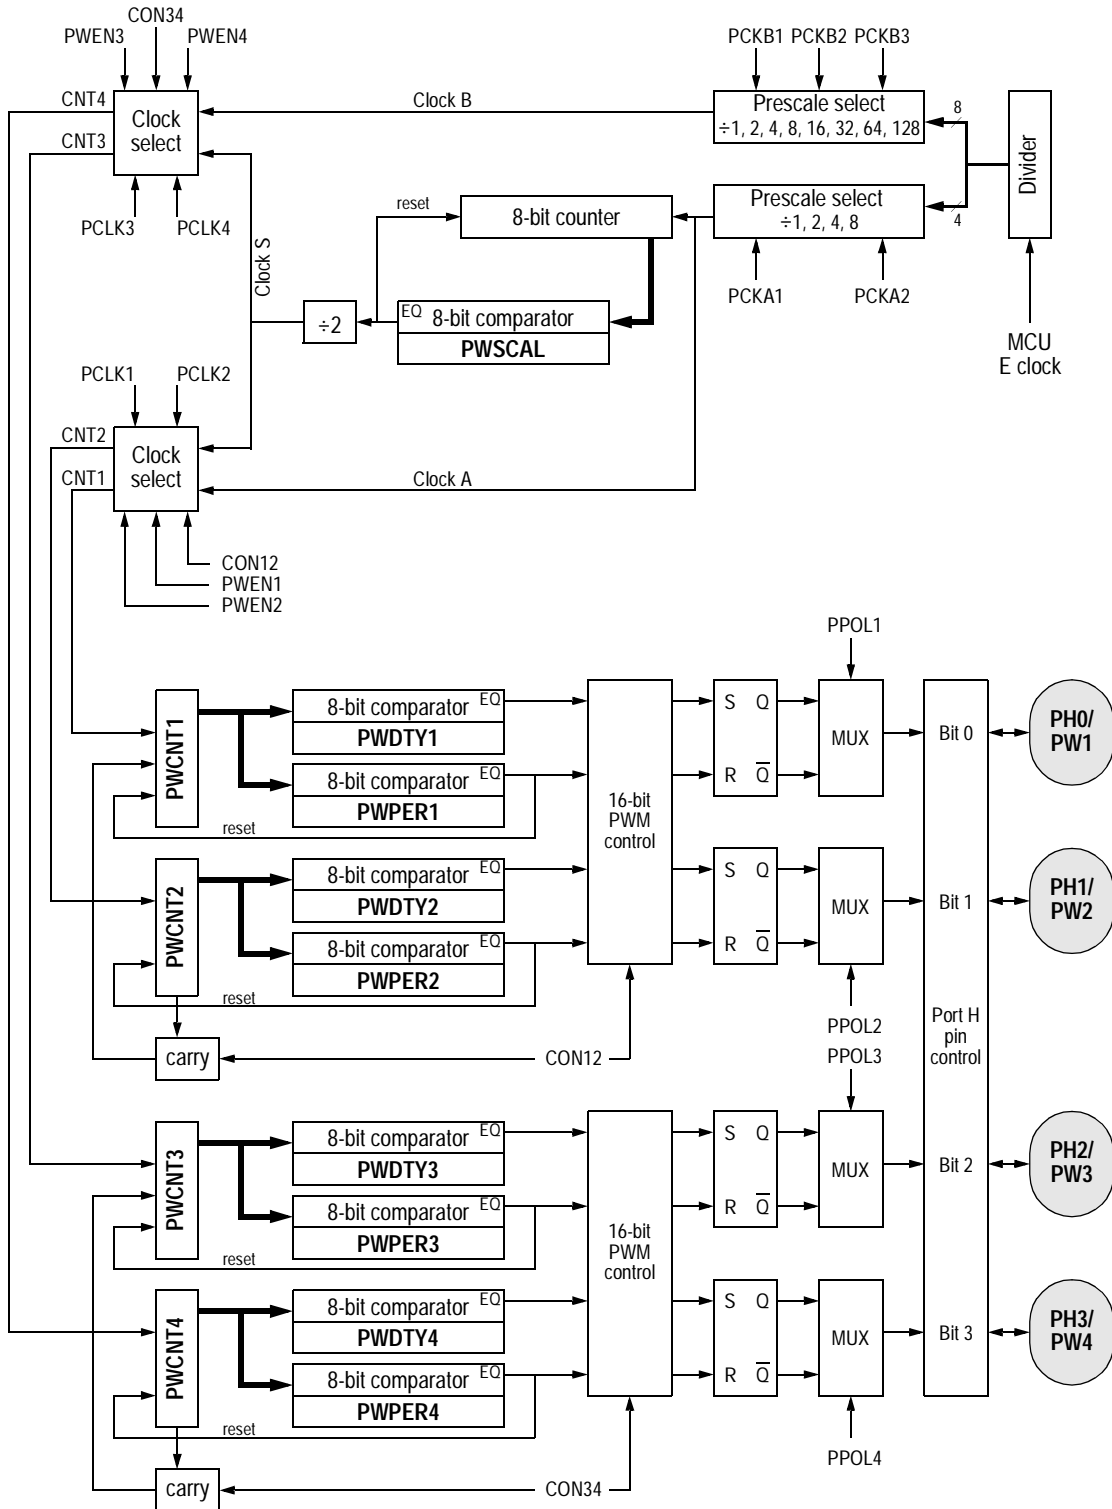 CON34
PWEN3
PWEN4
PCKB1
PCKB2
PCKB3
CNT4
CNT3
Clock
select
Clock B
Prescale select
÷1, 2, 4, 8, 16, 32, 64, 128
8
Divider
PCLK3
PCLK4
reset
8-bit counter
Prescale select
÷1, 2, 4, 8
4
PCKA1
PCKA2
Clock S
÷2
EQ
8-bit comparator
PWSCAL
MCU
E clock
PCLK1
PCLK2
CNT2
CNT1
Clock
select
Clock A
CON12
PWEN1
PWEN2
PPOL1
PWCNT1
8-bit comparator
EQ
PWDTY1
8-bit comparator
EQ
PWPER1
reset
16-bit
PWM
control
S Q
R Q̅
MUX
Bit 0
PH0/
PW1
PWCNT2
8-bit comparator
EQ
PWDTY2
8-bit comparator
EQ
PWPER2
reset
S Q
R Q̅
MUX
Bit 1
PH1/
PW2
carry
CON12
PPOL2
PPOL3
Port H
pin
control
PWCNT3
8-bit comparator
EQ
PWDTY3
8-bit comparator
EQ
PWPER3
reset
16-bit
PWM
control
S Q
R Q̅
MUX
Bit 2
PH2/
PW3
PWCNT4
8-bit comparator
EQ
PWDTY4
8-bit comparator
EQ
PWPER4
reset
S Q
R Q̅
MUX
Bit 3
PH3/
PW4
carry
CON34
PPOL4